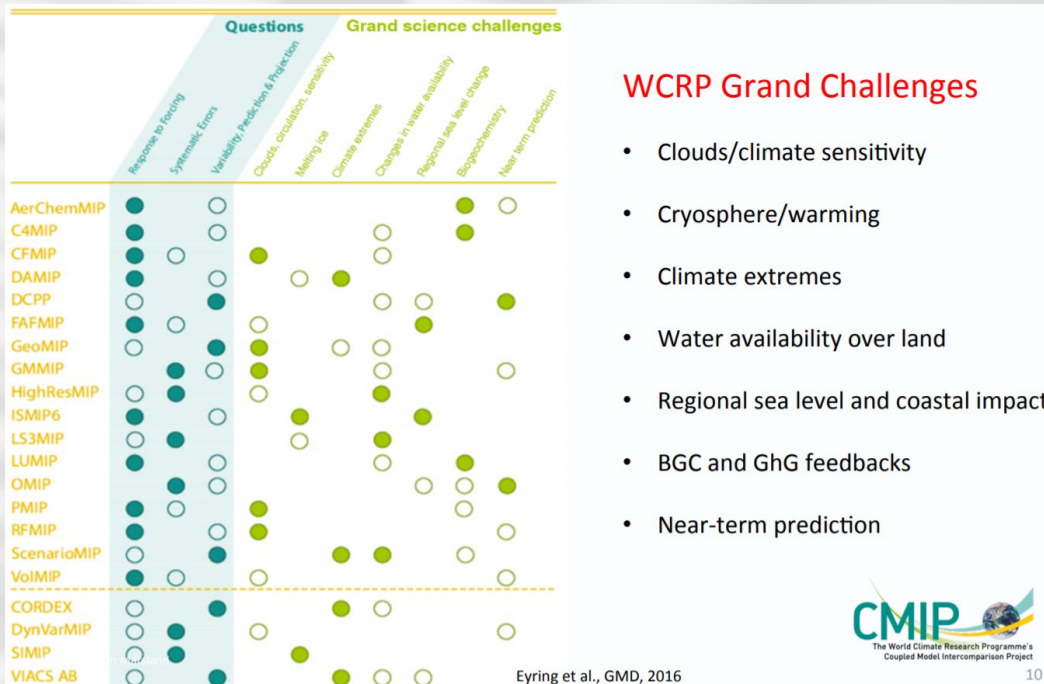 Questions
Grand science challenges
Response to Forcing
Systematic Errors
Variability, Prediction & Projection
Clouds, circulation, sensitivity
Melting ice
Climate extremes
Changes in water availability
Regional sea level change
Biogeochemistry
Near term prediction
AerChemMIP
C4MIP
CFMIP
DAMIP
DCPP
FAFMIP
GeoMIP
GMMIP
HighResMIP
ISMIP6
LS3MIP
LUMIP
OMIP
PMIP
RFMIP
ScenarioMIP
VolMIP
CORDEX
DynVarMIP
SIMIP
VIACS AB
WCRP Grand Challenges
• Clouds/climate sensitivity
• Cryosphere/warming
• Climate extremes
• Water availability over land
• Regional sea level and coastal impact
• BGC and GhG feedbacks
• Near-term prediction
CMIP
The World Climate Research Programme's
Coupled Model Intercomparison Project
Eyring et al., GMD, 2016
10